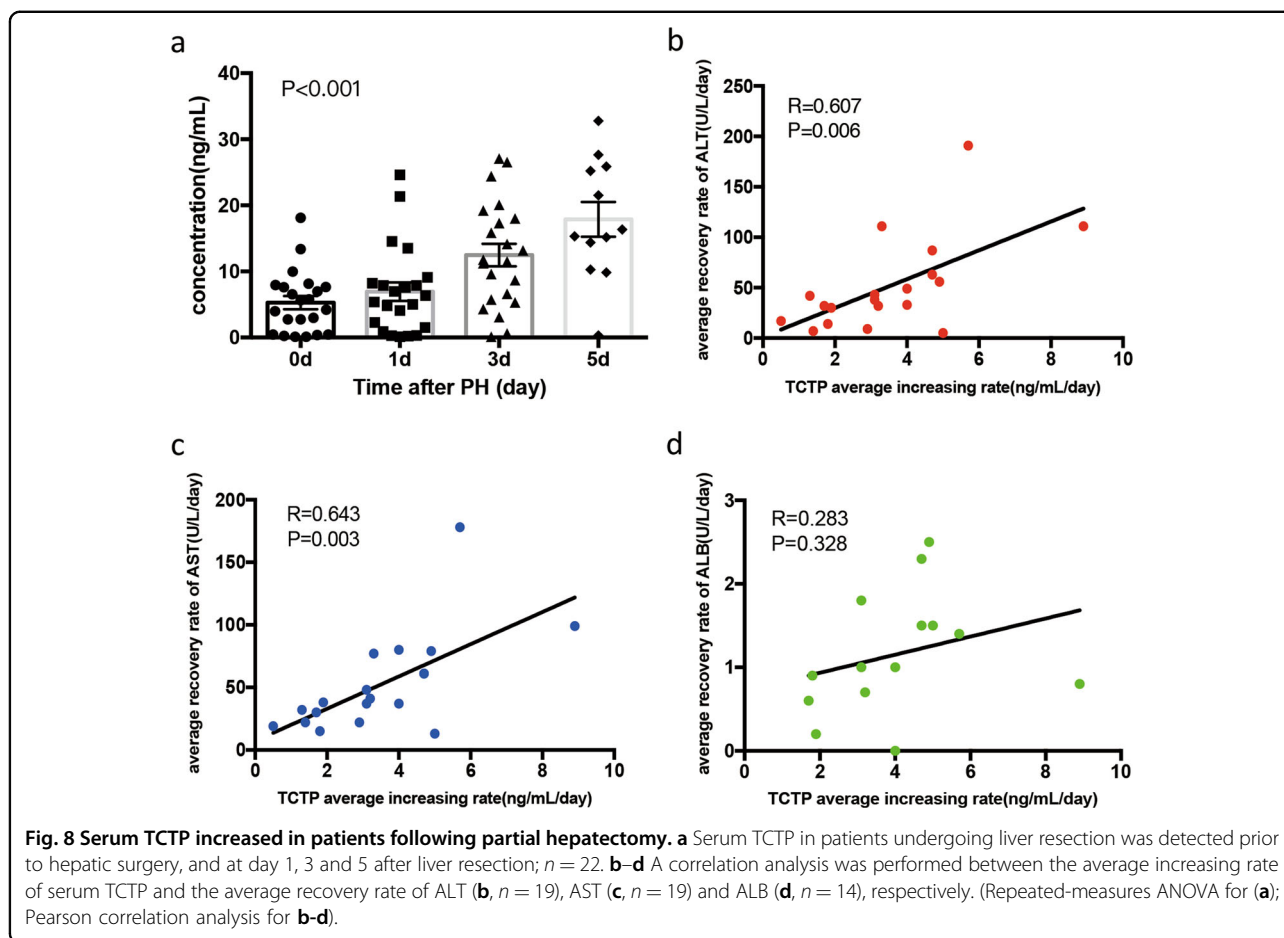 a
P<0.001
concentration(ng/mL)
40
30
20
10
0
0d 1d 3d 5d
Time after PH (day)
b
R=0.607
P=0.006
average recovery rate of ALT(U/L/day)
250
200
150
100
50
0
0 2 4 6 8 10
TCTP average increasing rate(ng/mL/day)
c
R=0.643
P=0.003
average recovery rate of AST(U/L/day)
200
150
100
50
0
0 2 4 6 8 10
TCTP average increasing rate(ng/mL/day)
d
R=0.283
P=0.328
average recovery rate of ALB(U/L/day)
3
2
1
0
2 4 6 8 10
TCTP average increasing rate(ng/mL/day)
Fig. 8 Serum TCTP increased in patients following partial hepatectomy. a Serum TCTP in patients undergoing liver resection was detected prior
to hepatic surgery, and at day 1, 3 and 5 after liver resection; n = 22. b–d A correlation analysis was performed between the average increasing rate
of serum TCTP and the average recovery rate of ALT (b, n = 19), AST (c, n = 19) and ALB (d, n = 14), respectively. (Repeated-measures ANOVA for (a);
Pearson correlation analysis for b-d).